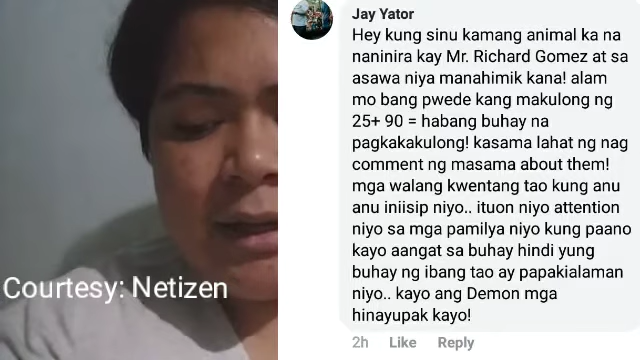 Courtesy: Netizen
Jay Yator
Hey kung sinu kamang animal ka na
naninira kay Mr. Richard Gomez at sa
asawa niya manahimik kana! alam
mo bang pwede kang makulong ng
25+ 90 = habang buhay na
pagkakakulong! kasama lahat ng nag
comment ng masama about them!
mga walang kwentang tao kung anu
anu iniisip niyo.. ituon niyo attention
niyo sa mga pamilya niyo kung paano
kayo aangat sa buhay hindi yung
buhay ng ibang tao ay papakialaman
niyo.. kayo ang Demon mga
hinayupak kayo!
2h Like Reply